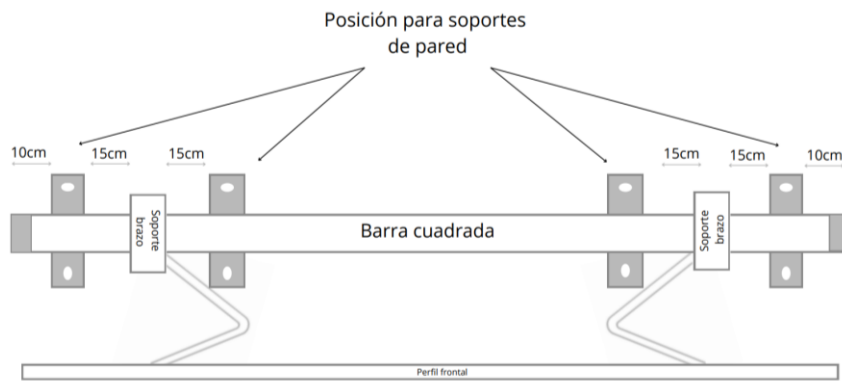 Posición para soportes
de pared
10cm
15cm
15cm
15cm
15cm
10cm
Soporte
brazo
Barra cuadrada
Soporte
brazo
Perfil frontal